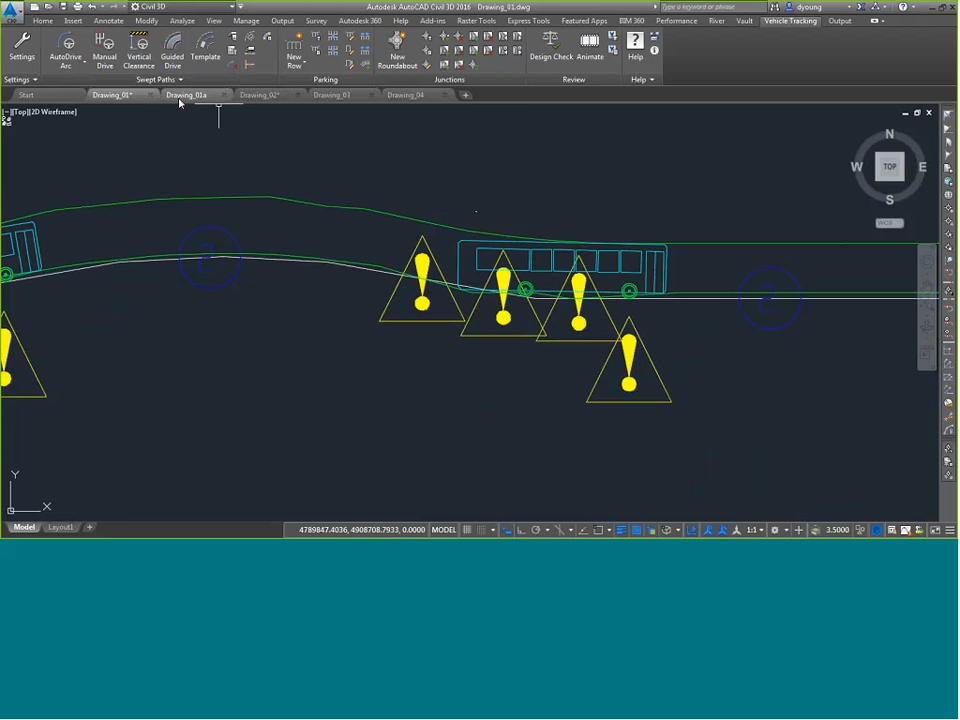 Civil 3D
Autodesk AutoCAD Civil 3D 2016 Drawing_01.dwg
Type a keyword or phrase
dyoung
Home Insert Annotate Modify Analyze View Manage Output Survey Autodesk 360 Help Add-ins Raster Tools Express Tools Featured Apps BIM 360 Performance River Vault Vehicle Tracking Output
Settings
AutoDrive Arc
Manual Drive
Vertical Clearance
Guided Drive
Template
New Row
New Roundabout
Design Check
Animate
Help
Settings
Swept Paths
Parking
Junctions
Review
Help
Start Drawing_01* Drawing_01a Drawing_02* Drawing_03 Drawing_04
[−][Top][2D Wireframe]
N
W TOP E
S
WCS
2
2
Y
X
Model Layout1
4789847.4036, 4908708.7933, 0.0000 MODEL
1:1
3.5000